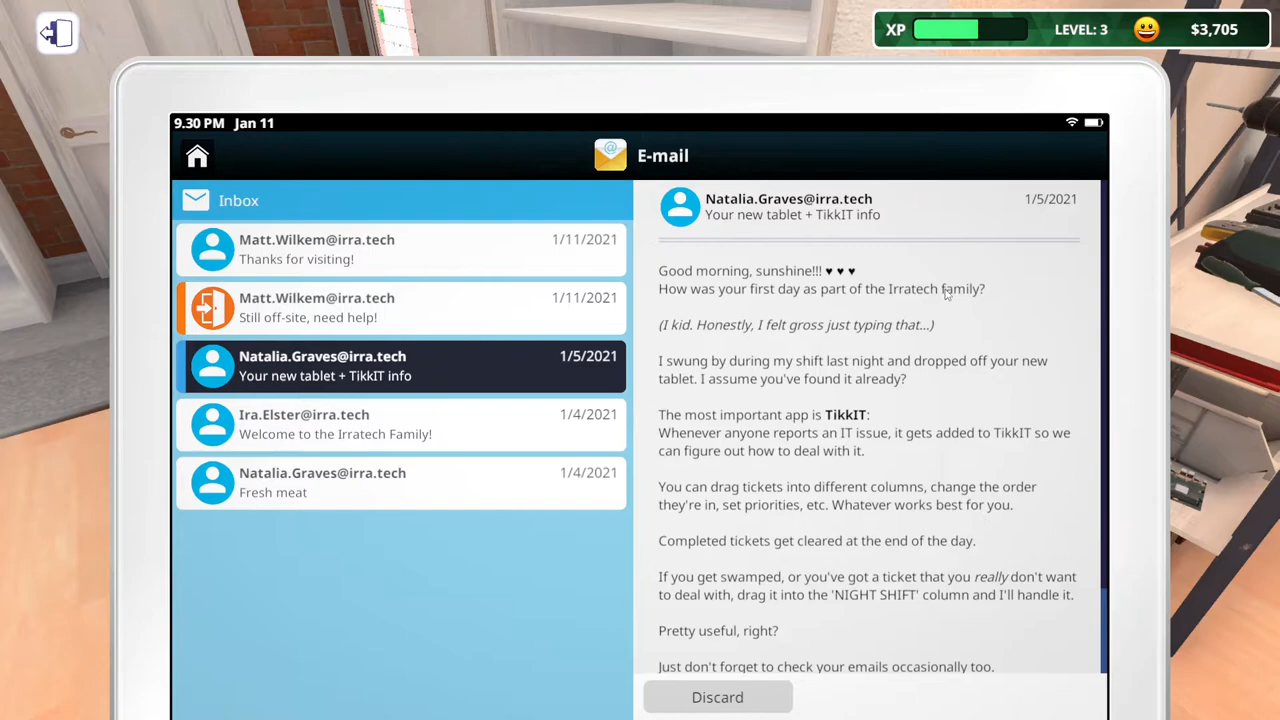 XP
LEVEL: 3
$3,705
9.30 PM Jan 11
E-mail
Inbox
Matt.Wilkem@irra.tech 1/11/2021
Thanks for visiting!
Matt.Wilkem@irra.tech 1/11/2021
Still off-site, need help!
Natalia.Graves@irra.tech 1/5/2021
Your new tablet + TikkIT info
Ira.Elster@irra.tech 1/4/2021
Welcome to the Irratech Family!
Natalia.Graves@irra.tech 1/4/2021
Fresh meat
Natalia.Graves@irra.tech 1/5/2021
Your new tablet + TikkIT info
Good morning, sunshine!!! ♥ ♥ ♥
How was your first day as part of the Irratech family?
(I kid. Honestly, I felt gross just typing that...)
I swung by during my shift last night and dropped off your new
tablet. I assume you've found it already?
The most important app is TikkIT:
Whenever anyone reports an IT issue, it gets added to TikkIT so we
can figure out how to deal with it.
You can drag tickets into different columns, change the order
they're in, set priorities, etc. Whatever works best for you.
Completed tickets get cleared at the end of the day.
If you get swamped, or you've got a ticket that you really don't want
to deal with, drag it into the 'NIGHT SHIFT' column and I'll handle it.
Pretty useful, right?
Just don't forget to check your emails occasionally too.
Discard